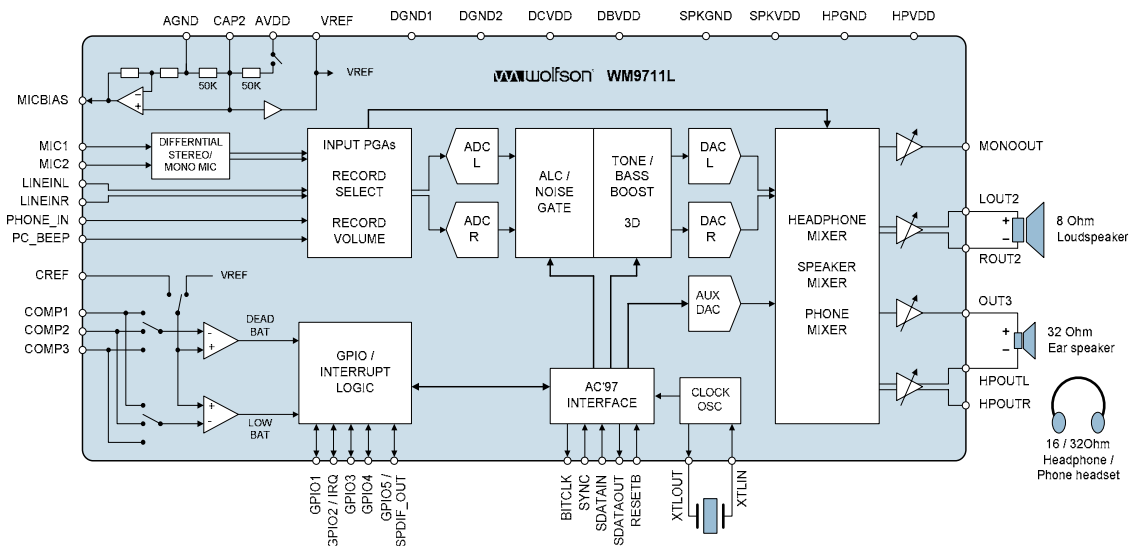 AGND CAP2 AVDD VREF DGND1 DGND2 DCVDD DBVDD SPKGND SPKVDD HPGND HPVDD
VREF
50K 50K
wolfson WM9711L
MICBIAS
MIC1
MIC2
LINEINL
LINEINR
PHONE_IN
PC_BEEP
DIFFERNTIAL
STEREO/
MONO MIC
INPUT PGAs
RECORD
SELECT
RECORD
VOLUME
ADC
L
ADC
R
ALC /
NOISE
GATE
TONE /
BASS
BOOST
3D
DAC
L
DAC
R
AUX
DAC
HEADPHONE
MIXER
SPEAKER
MIXER
PHONE
MIXER
MONOOUT
LOUT2
+
−
ROUT2
8 Ohm
Loudspeaker
OUT3
+
−
32 Ohm
Ear speaker
HPOUTL
HPOUTR
16 / 32Ohm
Headphone /
Phone headset
CREF
VREF
COMP1
COMP2
COMP3
DEAD
BAT
-
+
+
-
LOW
BAT
GPIO /
INTERRUPT
LOGIC
AC'97
INTERFACE
CLOCK
OSC
GPIO1
GPIO2 / IRQ
GPIO3
GPIO4
GPIO5 /
SPDIF_OUT
BITCLK
SYNC
SDATAIN
SDATAOUT
RESETB
XTLOUT
XTLIN